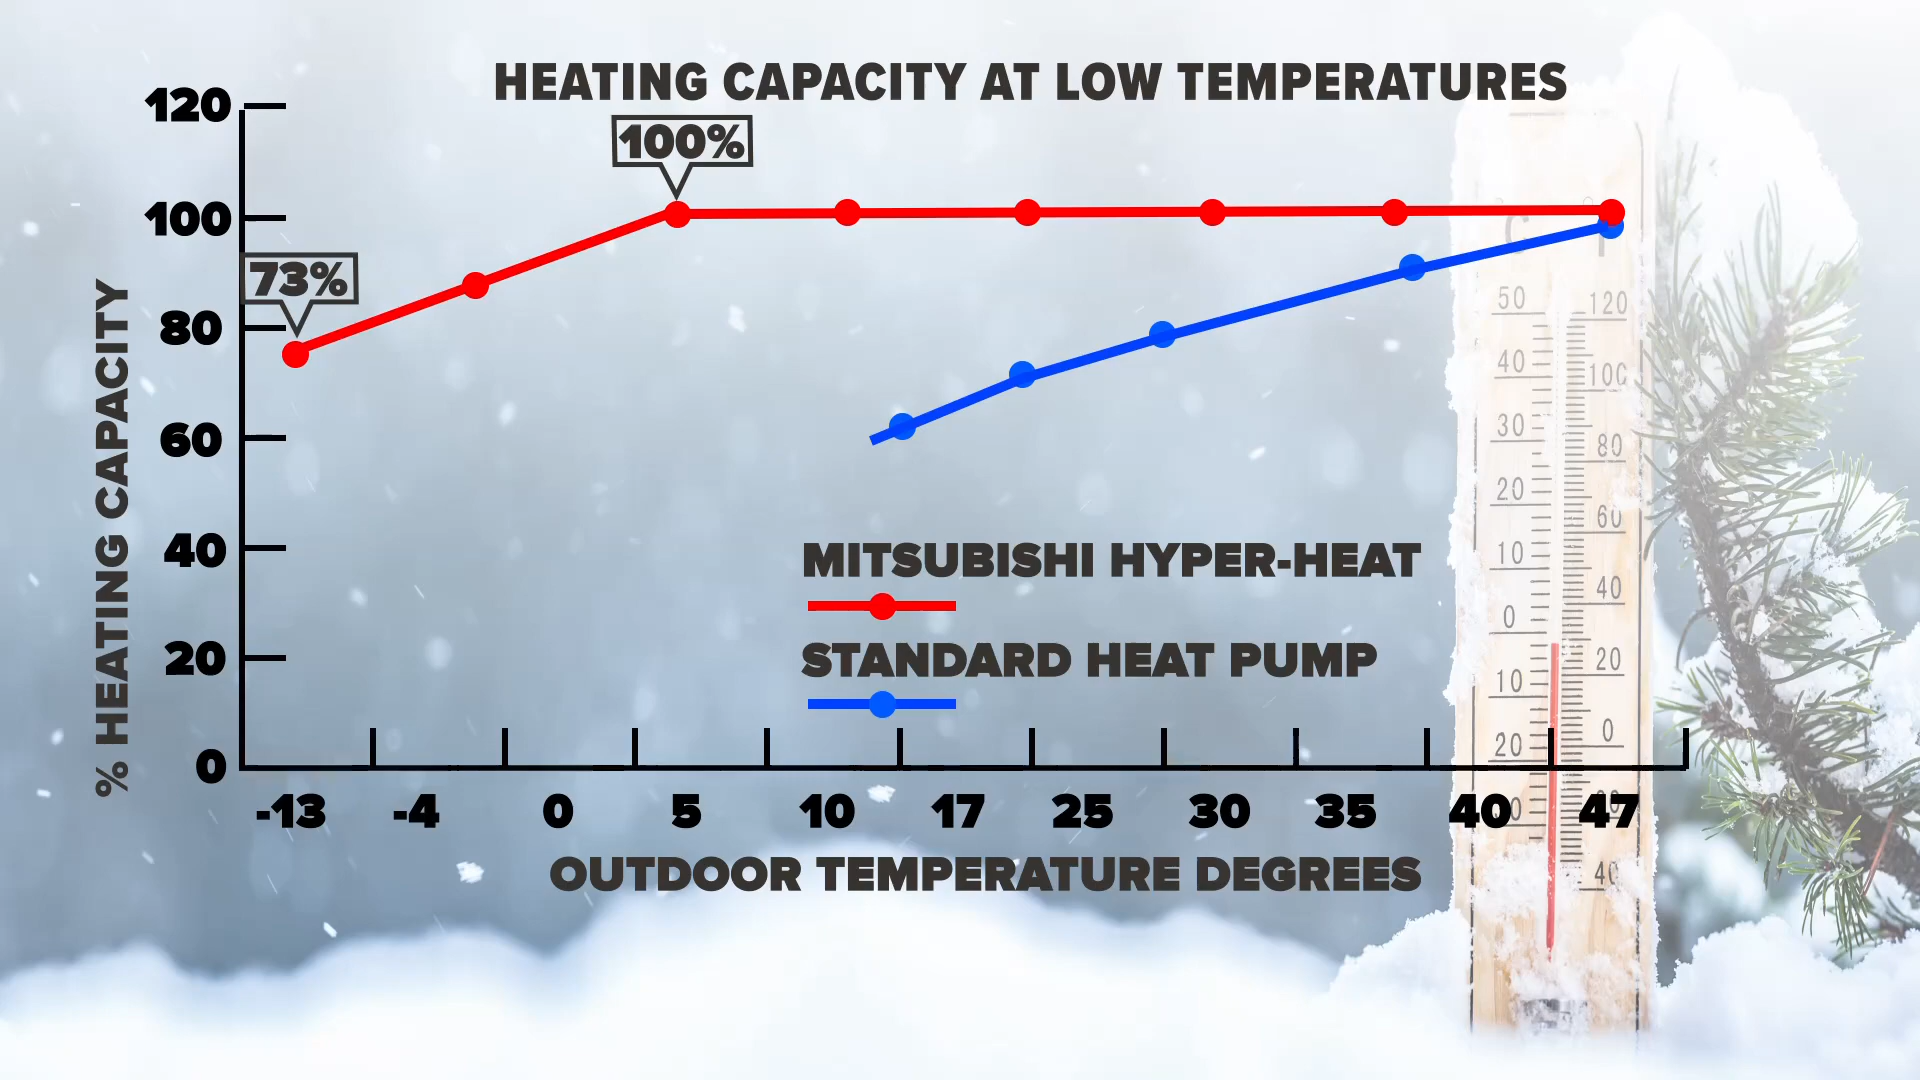 HEATING CAPACITY AT LOW TEMPERATURES
120
100%
100
73%
80
60
40
20
0
% HEATING CAPACITY
MITSUBISHI HYPER-HEAT
STANDARD HEAT PUMP
-13 -4 0 5 10 17 25 30 35 40 47
OUTDOOR TEMPERATURE DEGREES
C F
50 120
40 100
30 80
20 60
10 40
0 20
10 0
20
40